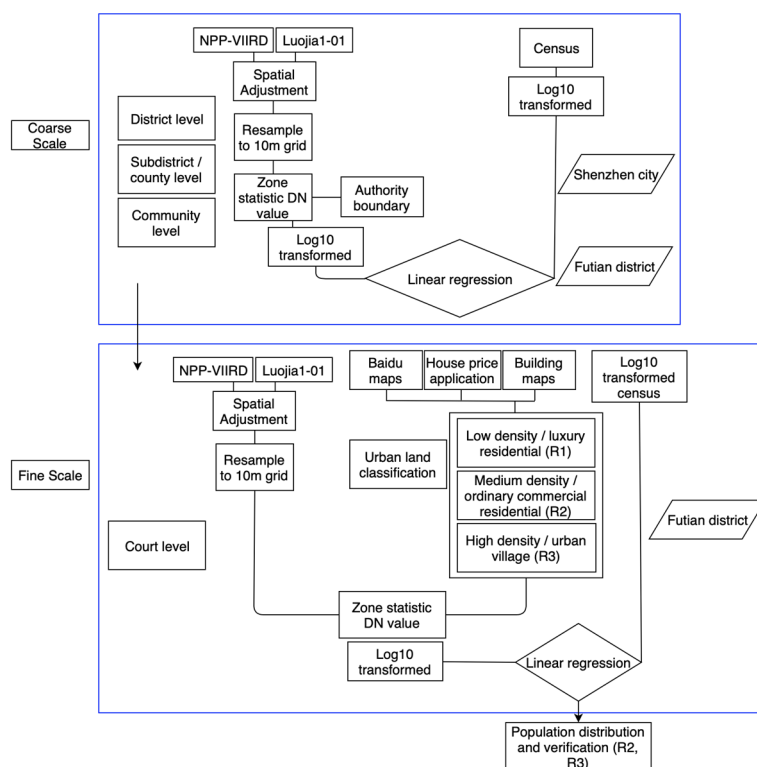 NPP-VIIRD
Luojia1-01
Census
Spatial
Adjustment
Log10
transformed
Coarse
Scale
District level
Resample
to 10m grid
Subdistrict /
county level
Zone
statistic DN
value
Authority
boundary
Shenzhen city
Community
level
Log10
transformed
Linear regression
Futian district
NPP-VIIRD
Luojia1-01
Baidu
maps
House price
application
Building
maps
Log10
transformed
census
Spatial
Adjustment
Fine Scale
Resample
to 10m grid
Urban land
classification
Low density / luxury
residential (R1)
Medium density /
ordinary commercial
residential (R2)
High density / urban
village (R3)
Futian district
Court level
Zone statistic
DN value
Log10
transformed
Linear regression
Population distribution
and verification (R2,
R3)